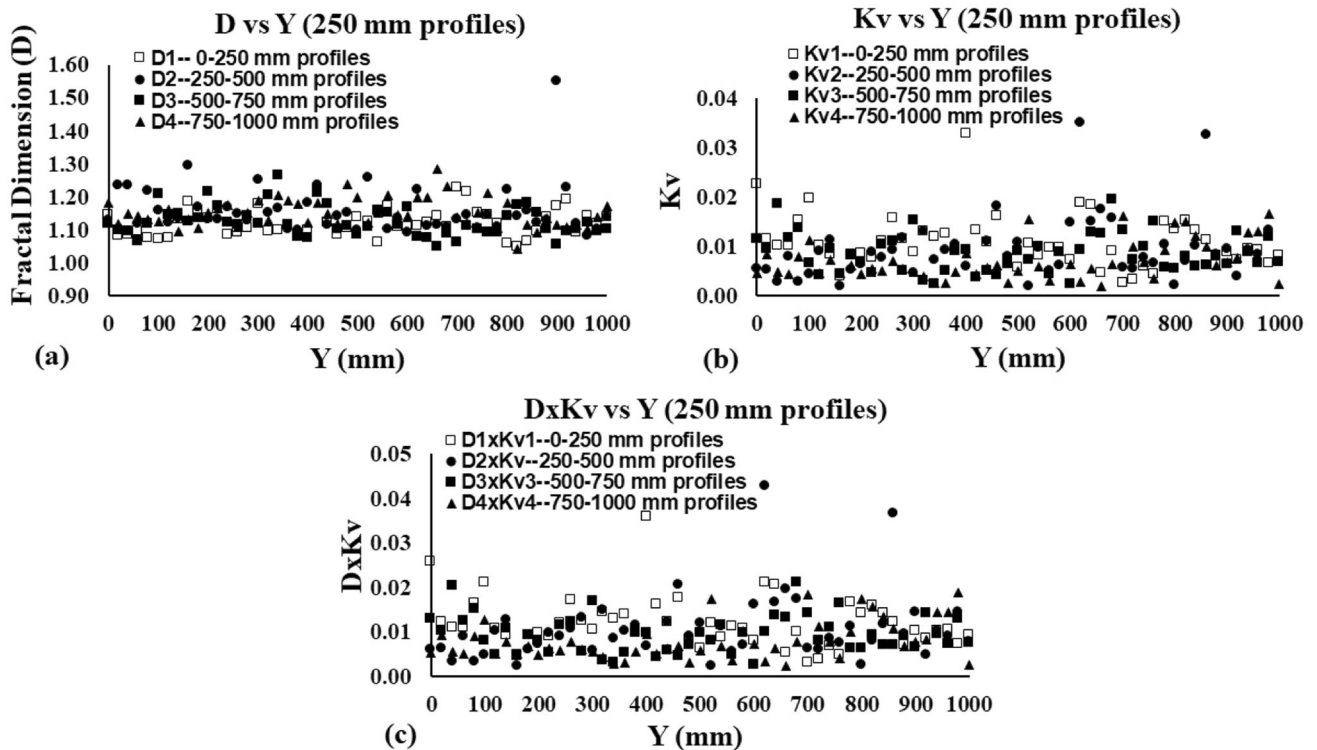 D vs Y (250 mm profiles)
D1-- 0-250 mm profiles
D2--250-500 mm profiles
D3--500-750 mm profiles
D4--750-1000 mm profiles
Fractal Dimension (D)
1.60
1.50
1.40
1.30
1.20
1.10
1.00
0.90
0 100 200 300 400 500 600 700 800 900 1000
Y (mm)
(a)
Kv vs Y (250 mm profiles)
Kv1--0-250 mm profiles
Kv2--250-500 mm profiles
Kv3--500-750 mm profiles
Kv4--750-1000 mm profiles
Kv
0.04
0.03
0.02
0.01
0.00
0 100 200 300 400 500 600 700 800 900 1000
Y (mm)
(b)
DxKv vs Y (250 mm profiles)
D1xKv1--0-250 mm profiles
D2xKv--250-500 mm profiles
D3xKv3--500-750 mm profiles
D4xKv4--750-1000 mm profiles
DxKv
0.05
0.04
0.03
0.02
0.01
0.00
0 100 200 300 400 500 600 700 800 900 1000
Y (mm)
(c)